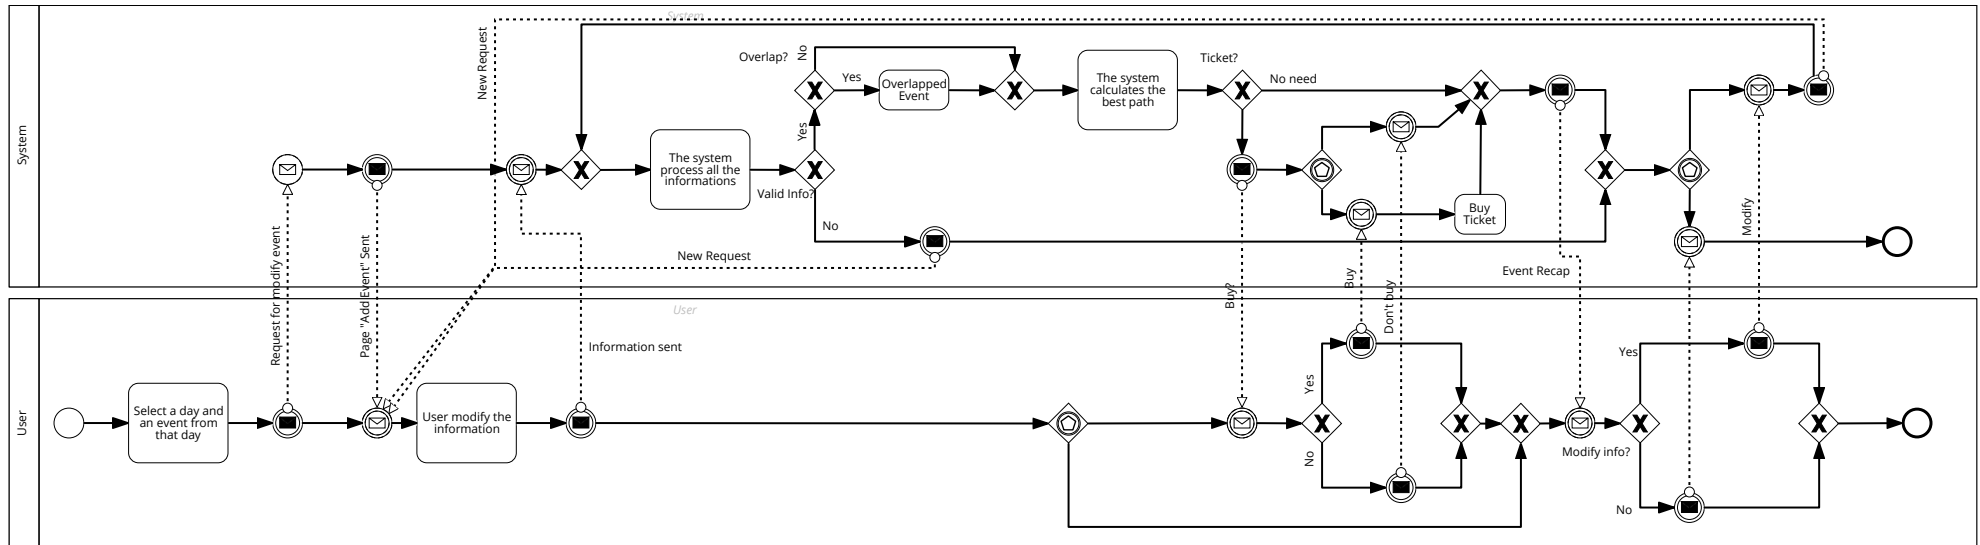 System
System
New Request
Overlap?
No
Yes
Overlapped
Event
The system
calculates the
best path
Ticket?
No need
Yes
The system
process all the
informations
Valid Info?
No
New Request
Buy
Ticket
Modify
Event Recap
Request for modify event
Page "Add Event" Sent
Buy?
Buy
Don't buy
User
User
Information sent
Select a day and
an event from
that day
User modify the
information
Yes
No
Yes
Modify info?
No